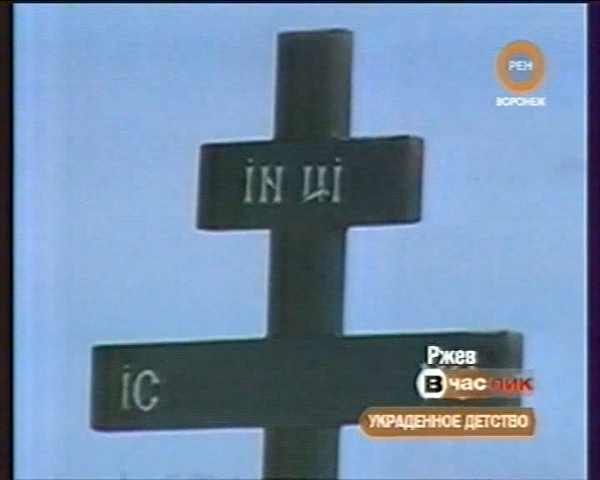 РЕН
ВОРОНЕЖ
ІН ЦІ
ІС
Ржев
В час пик
УКРАДЕННОЕ ДЕТСТВО